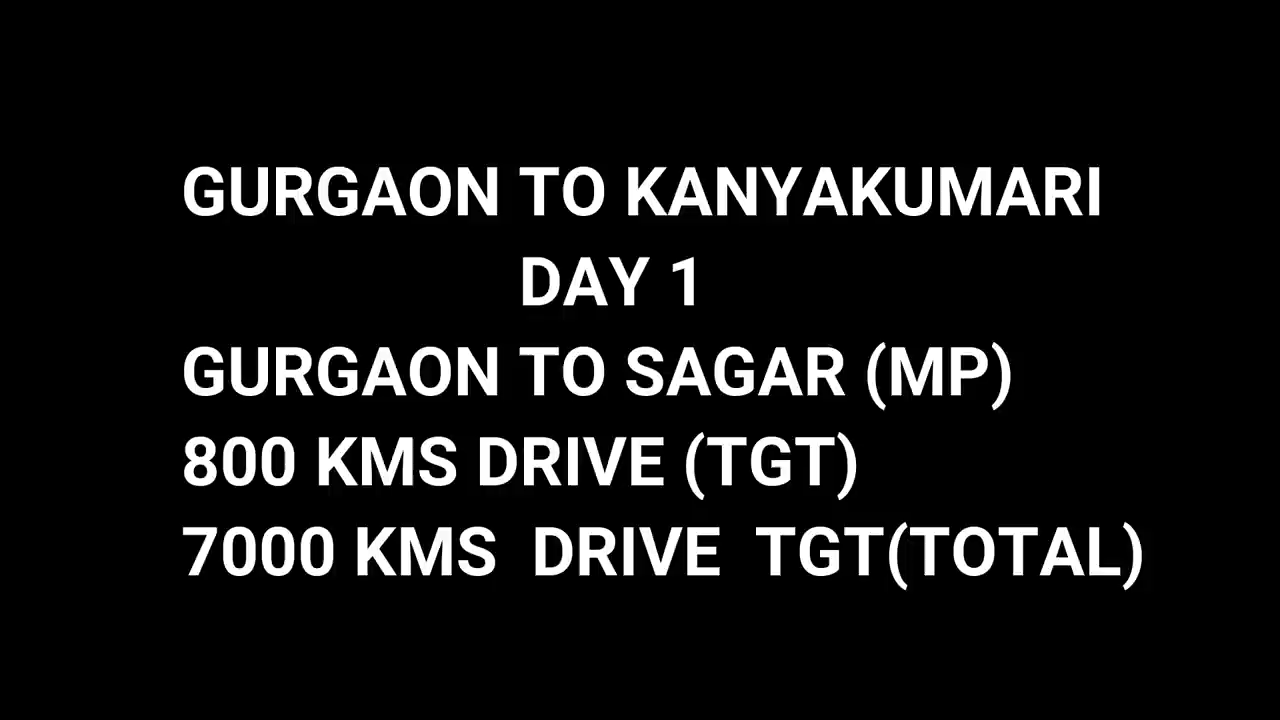 GURGAON TO KANYAKUMARI
DAY 1
GURGAON TO SAGAR (MP)
800 KMS DRIVE (TGT)
7000 KMS DRIVE TGT(TOTAL)